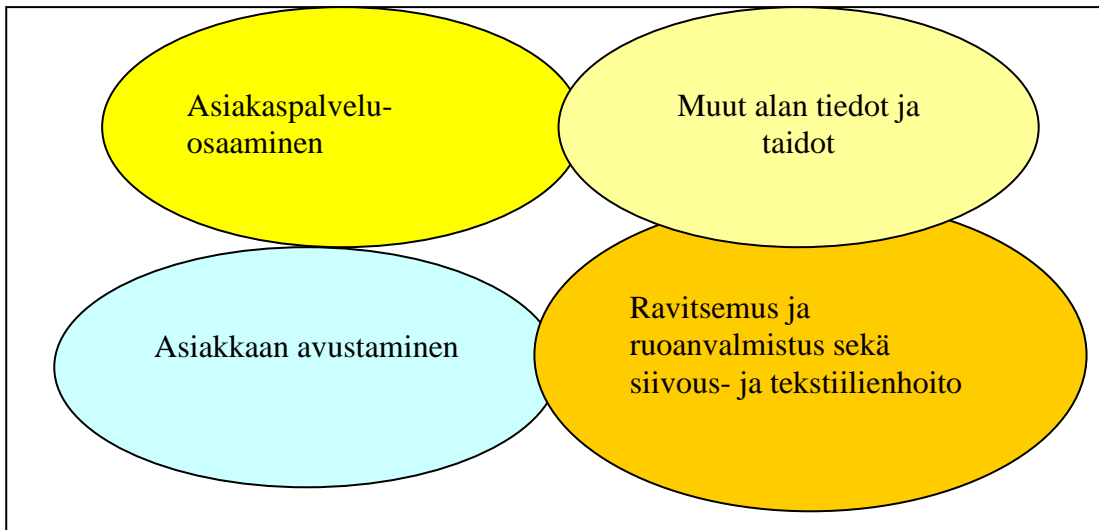 Asiakaspalvelu-
osaaminen
Muut alan tiedot ja
taidot
Asiakkaan avustaminen
Ravitsemus ja
ruoanvalmistus sekä
siivous- ja tekstiilienhoito